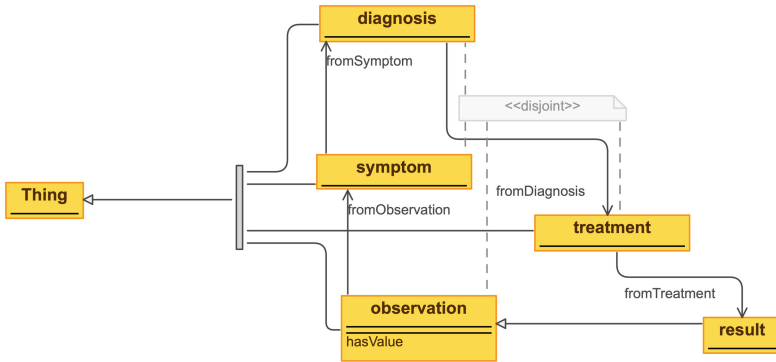 diagnosis
fromSymptom
<<disjoint>>
symptom
Thing
fromDiagnosis
fromObservation
treatment
fromTreatment
observation
result
hasValue